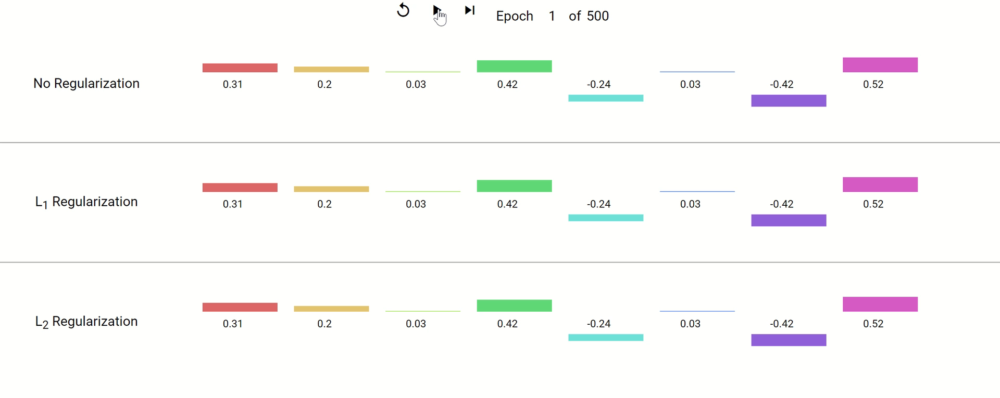 Epoch 1 of 500
No Regularization 0.31 0.2 0.03 0.42 -0.24 0.03 -0.42 0.52
L1 Regularization 0.31 0.2 0.03 0.42 -0.24 0.03 -0.42 0.52
L2 Regularization 0.31 0.2 0.03 0.42 -0.24 0.03 -0.42 0.52